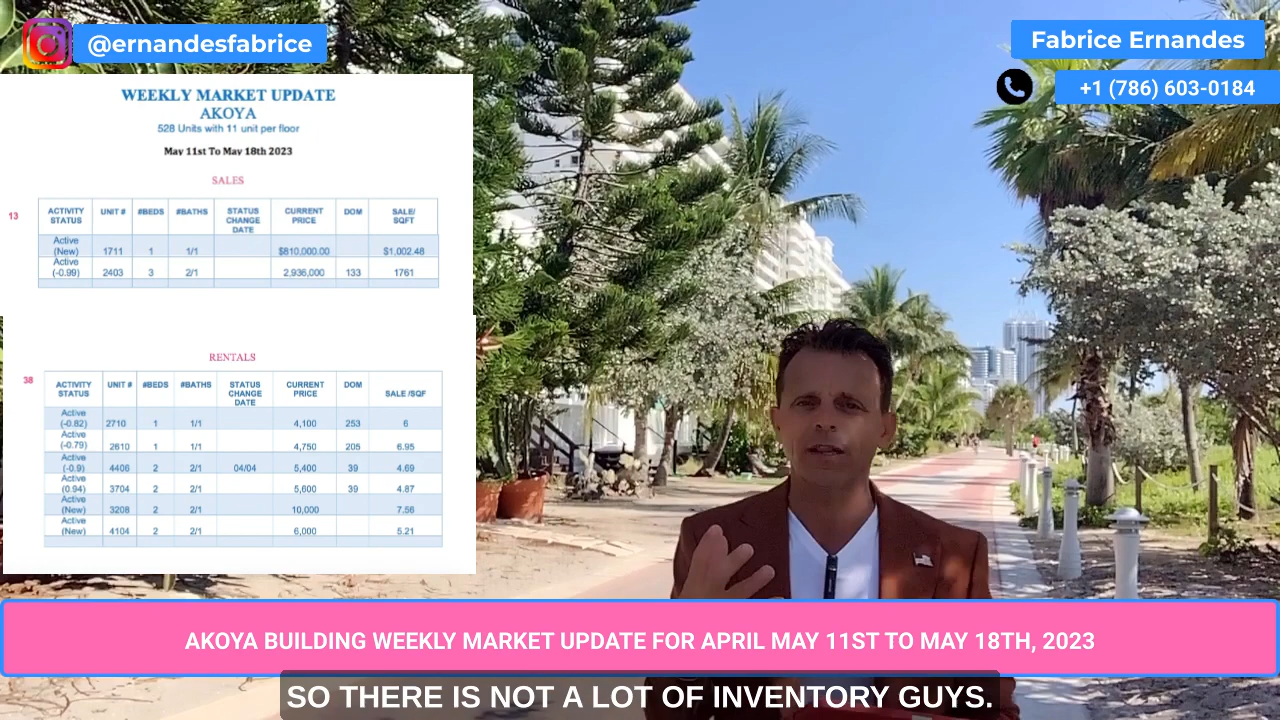 @ernandesfabrice
Fabrice Ernandes
+1 (786) 603-0184
WEEKLY MARKET UPDATE
AKOYA
528 Units with 11 unit per floor
May 11st To May 18th 2023
SALES
13
ACTIVITY STATUS UNIT # #BEDS #BATHS STATUS CHANGE DATE CURRENT PRICE DOM SALE/ SQFT
Active (New) 1711 1 1/1 $810,000.00 $1,002.48
Active (-0.99) 2403 3 2/1 2,936,000 133 1761
RENTALS
38
ACTIVITY STATUS UNIT # #BEDS #BATHS STATUS CHANGE DATE CURRENT PRICE DOM SALE /SQF
Active (-0.82) 2710 1 1/1 4,100 253 6
Active (-0.79) 2610 1 1/1 4,750 205 6.95
Active (-0.9) 4406 2 2/1 04/04 5,400 39 4.69
Active (0.94) 3704 2 2/1 5,600 39 4.87
Active (New) 3208 2 2/1 10,000 7.56
Active (New) 4104 2 2/1 6,000 5.21
AKOYA BUILDING WEEKLY MARKET UPDATE FOR APRIL MAY 11ST TO MAY 18TH, 2023
SO THERE IS NOT A LOT OF INVENTORY GUYS.